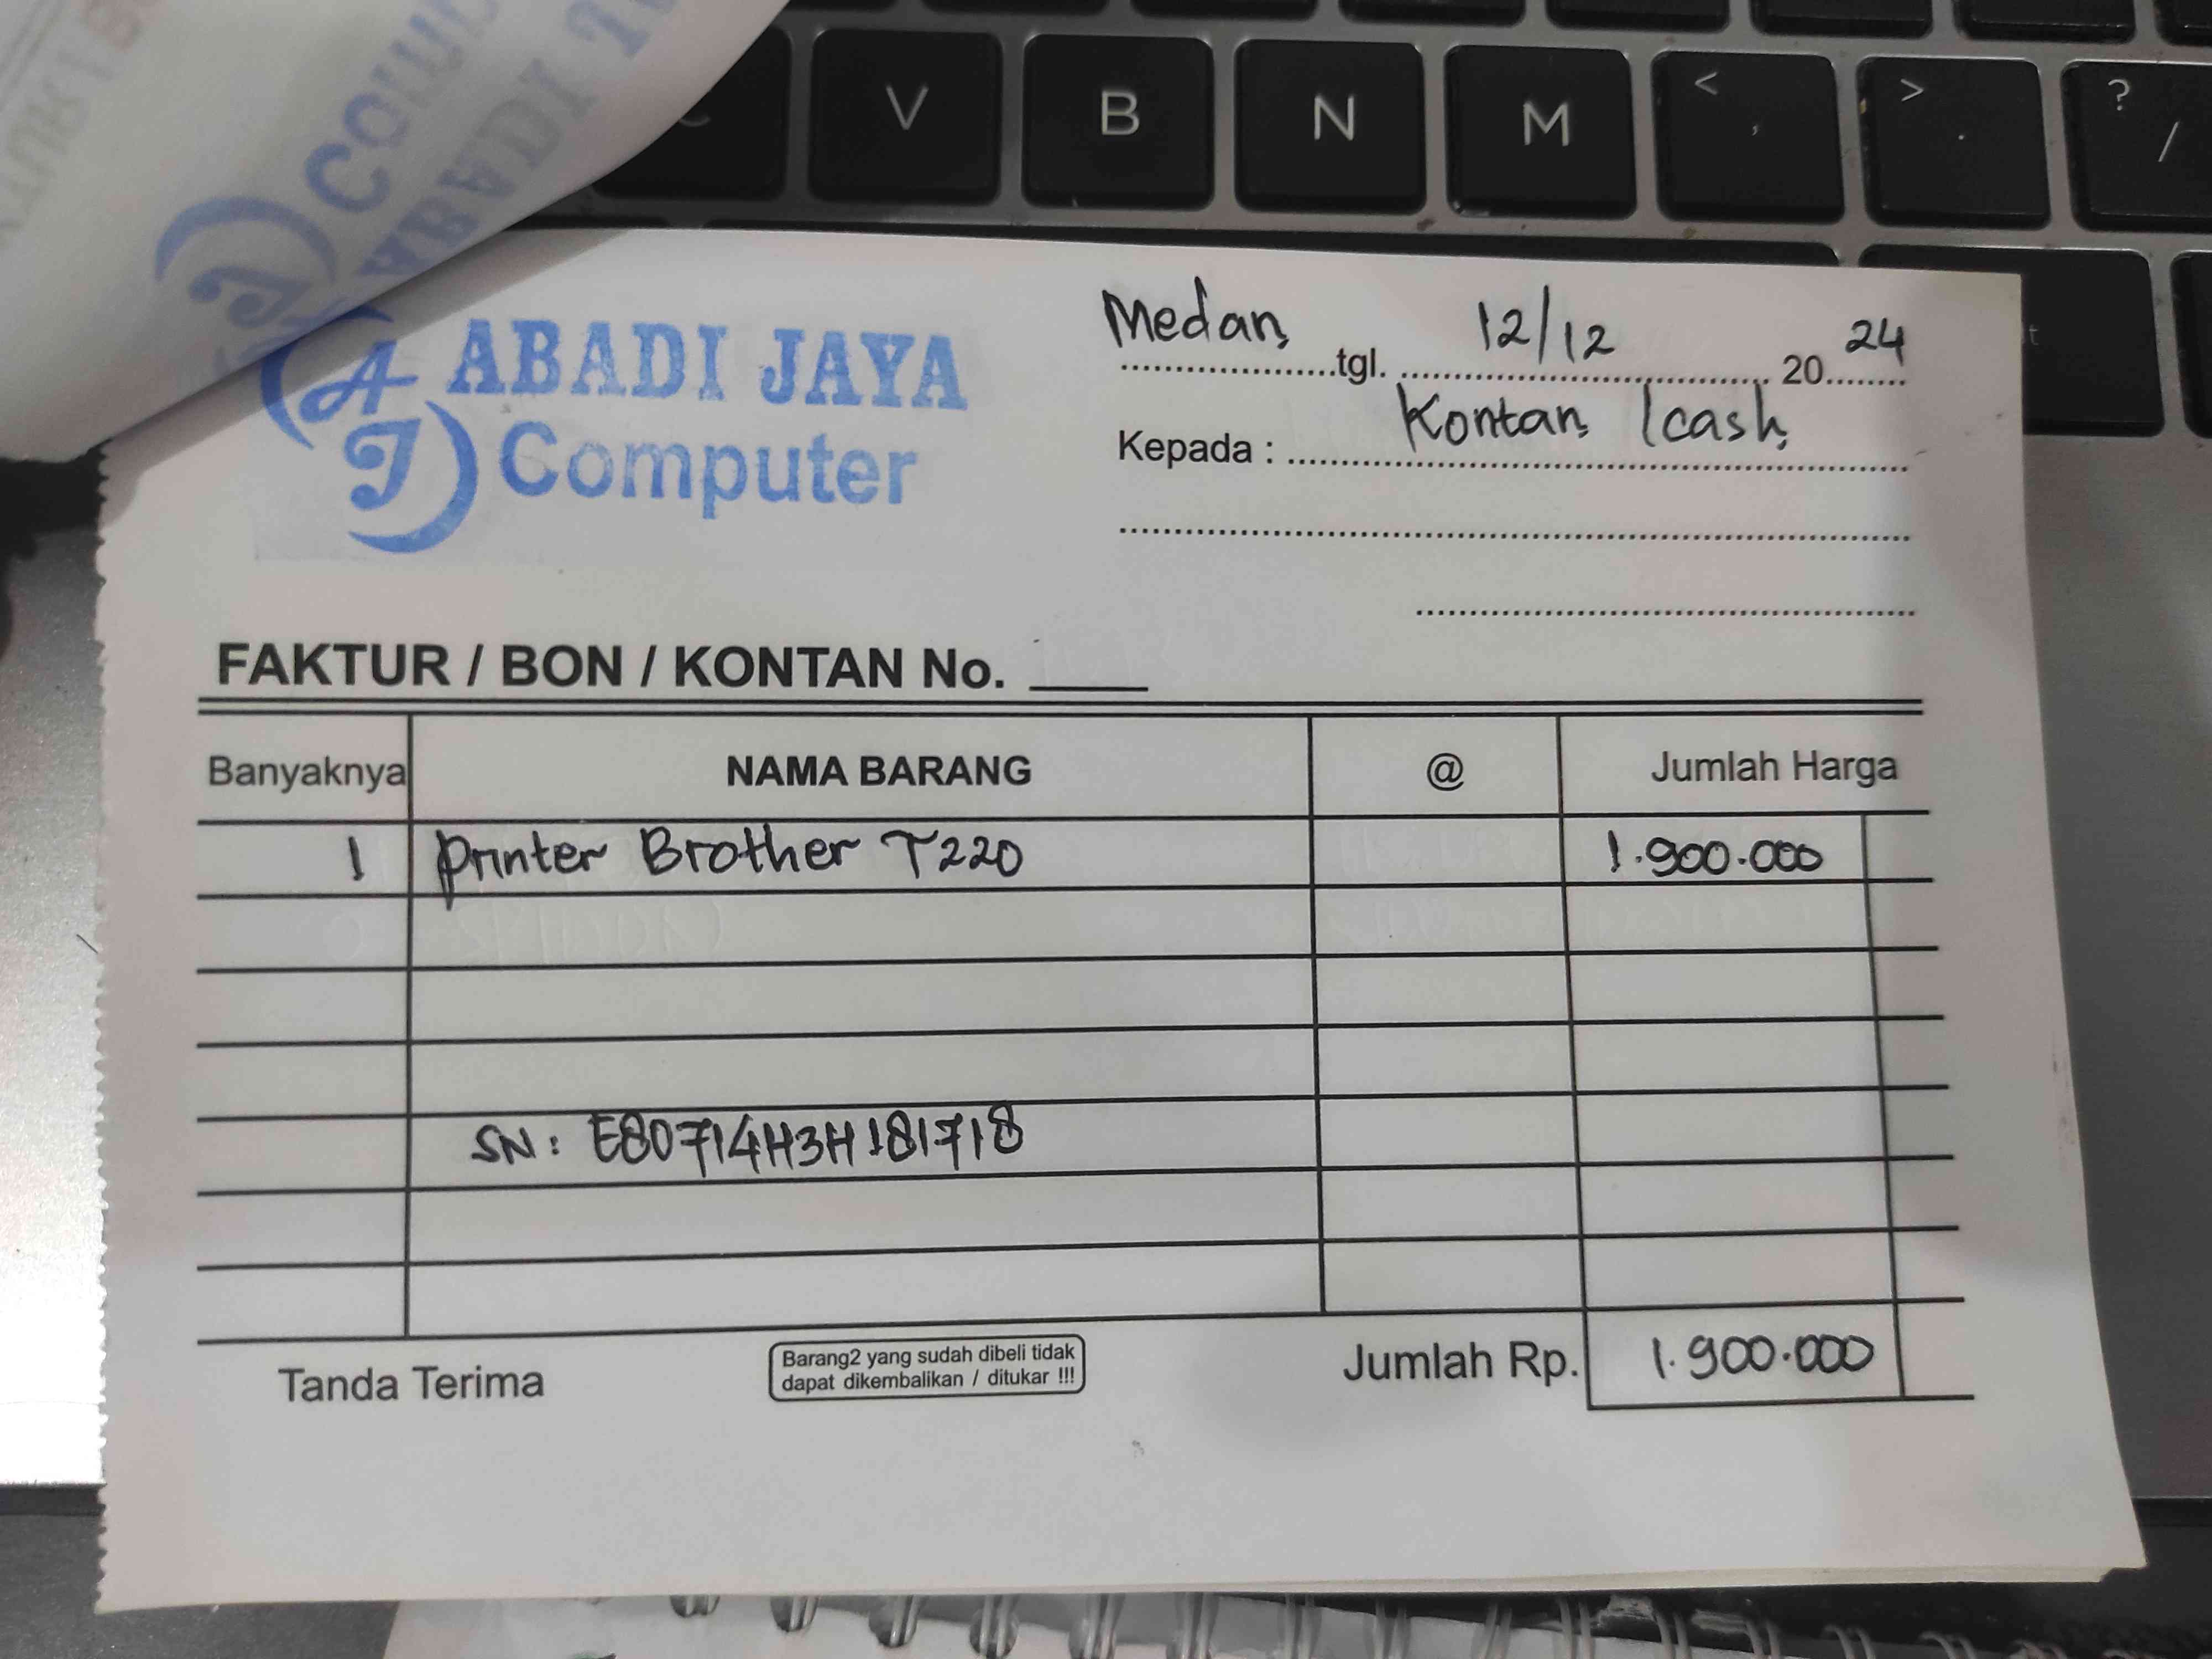 V B N M < , > . ? /
ABADI JAYA
Computer
Medan, tgl. 12/12 2024
Kepada : Kontan / cash,
FAKTUR / BON / KONTAN No.
Banyaknya NAMA BARANG @ Jumlah Harga
1 Printer Brother T220 1.900.000
SN: E80714H3H181718
Tanda Terima
Barang2 yang sudah dibeli tidak
dapat dikembalikan / ditukar !!!
Jumlah Rp. 1.900.000